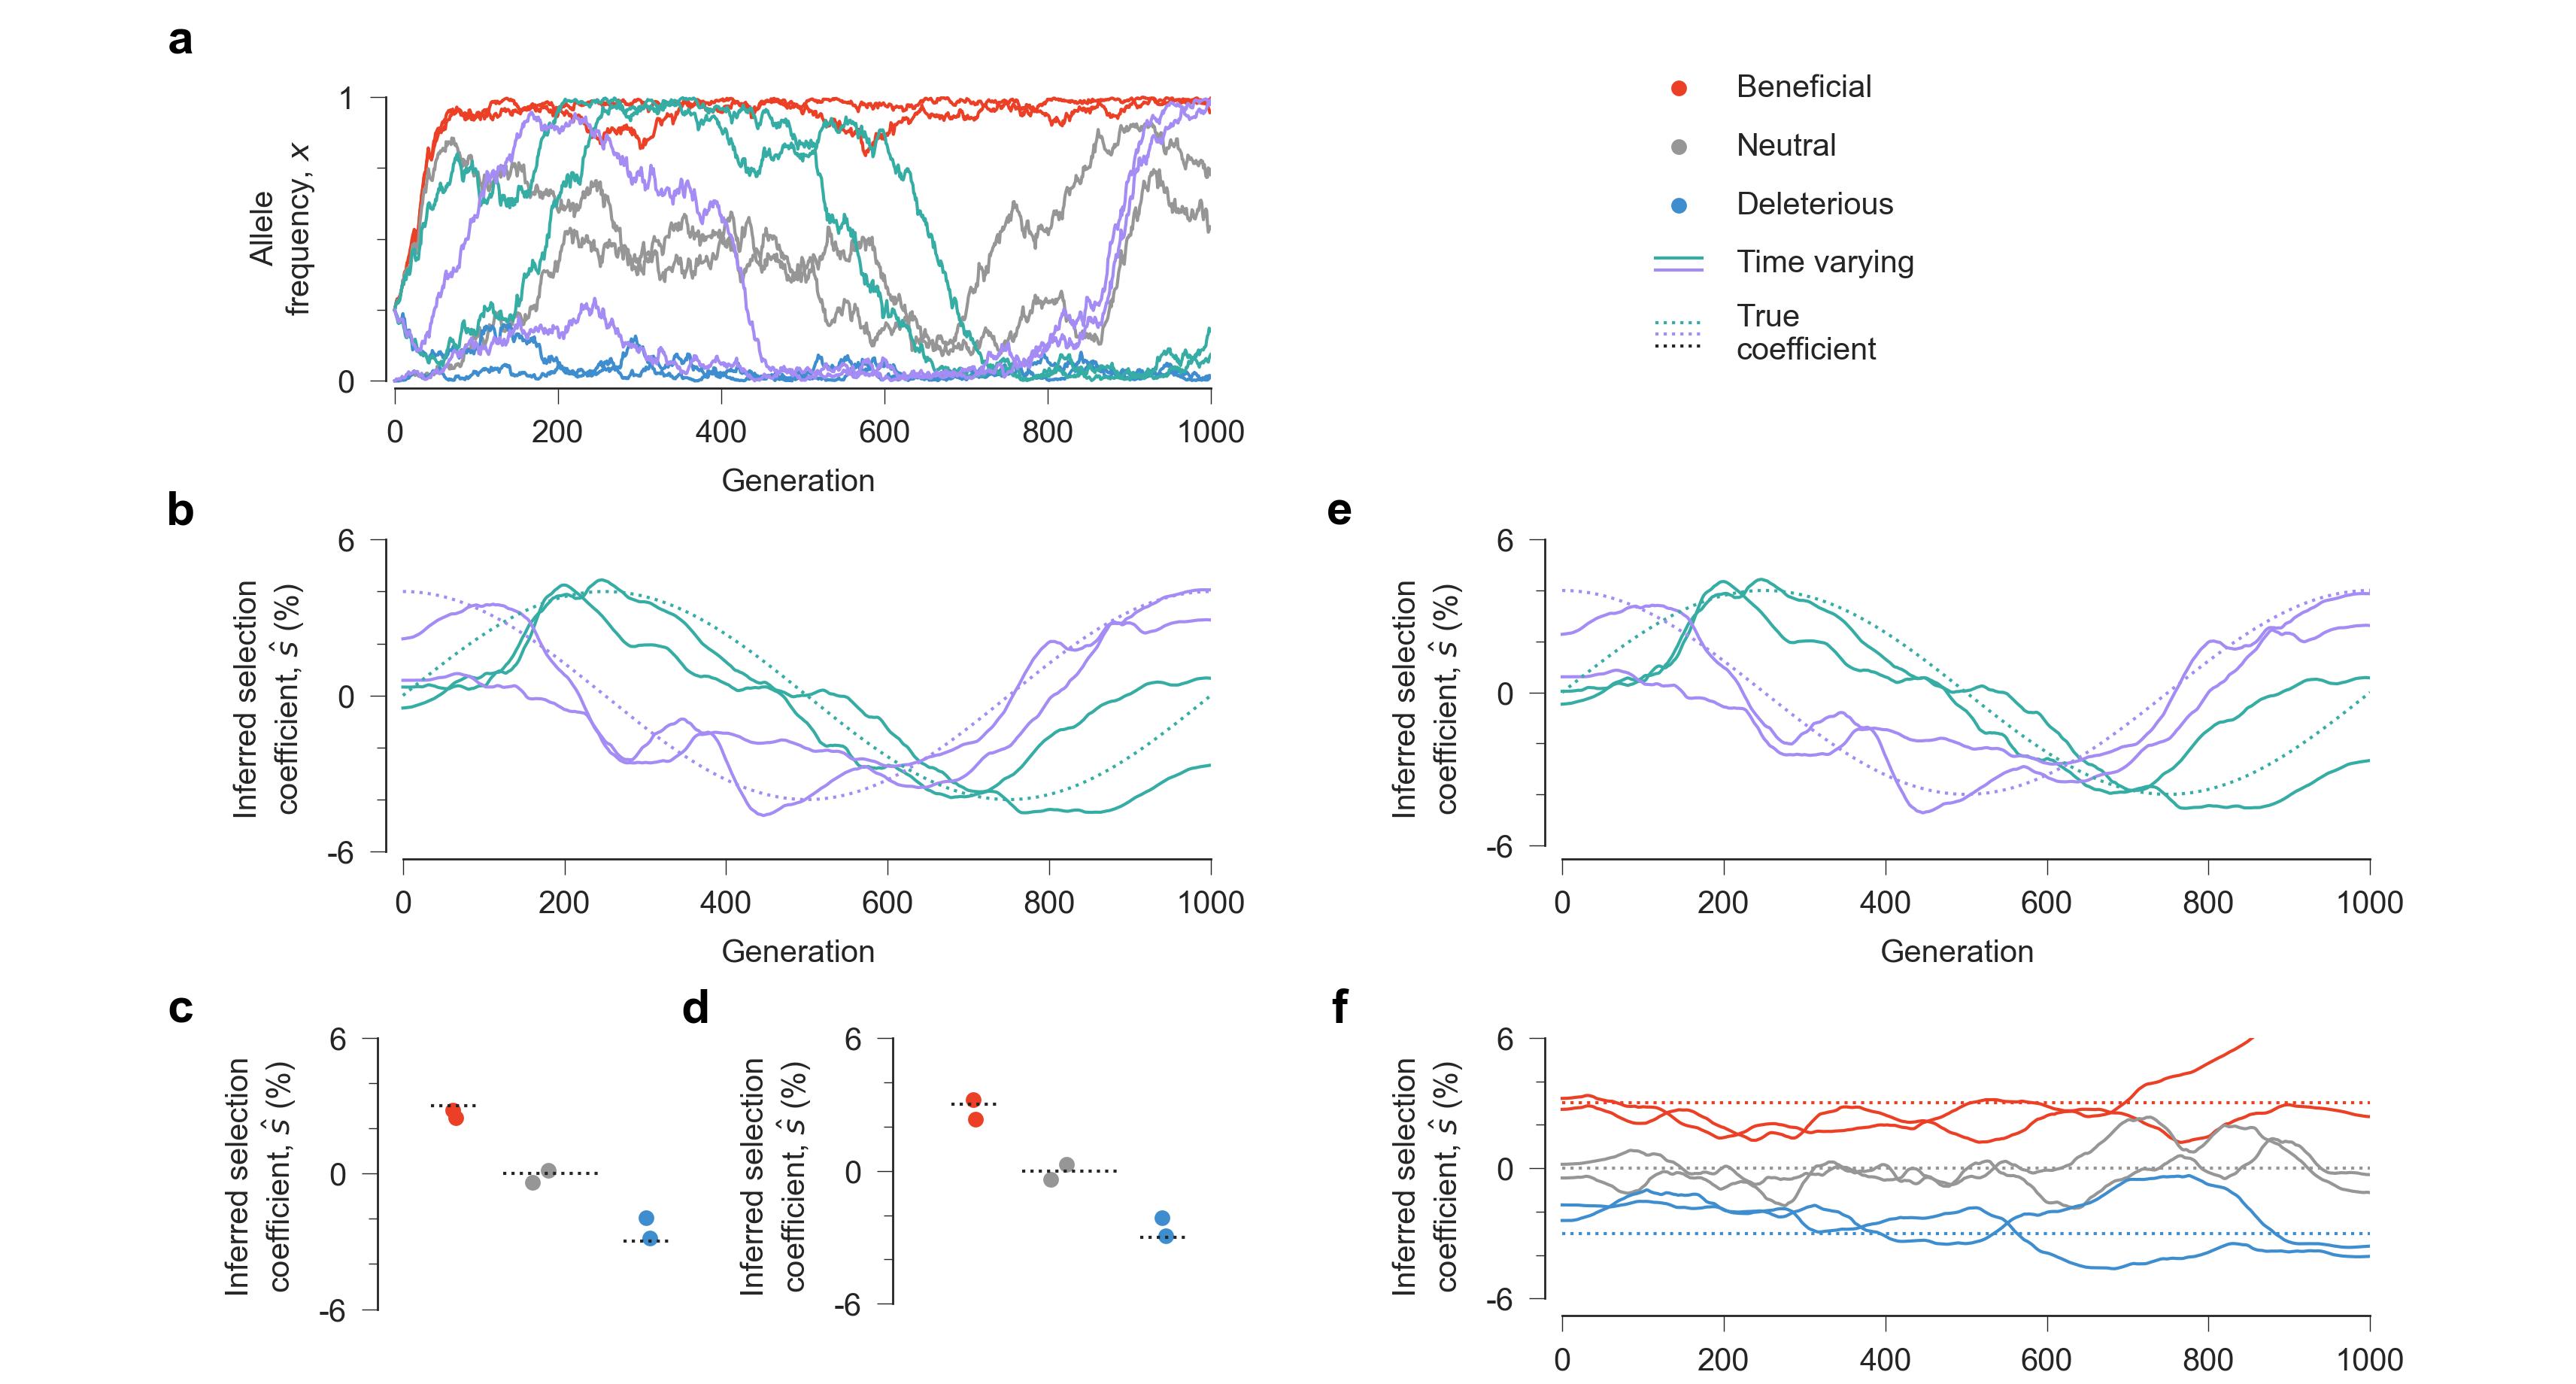 a
1
0
Allele
frequency, x
0 200 400 600 800 1000
Generation
Beneficial
Neutral
Deleterious
Time varying
True
coefficient
b
6
0
-6
Inferred selection
coefficient, ŝ (%)
0 200 400 600 800 1000
Generation
e
6
0
-6
Inferred selection
coefficient, ŝ (%)
0 200 400 600 800 1000
Generation
c
6
0
-6
Inferred selection
coefficient, ŝ (%)
d
6
0
-6
Inferred selection
coefficient, ŝ (%)
f
6
0
-6
Inferred selection
coefficient, ŝ (%)
0 200 400 600 800 1000